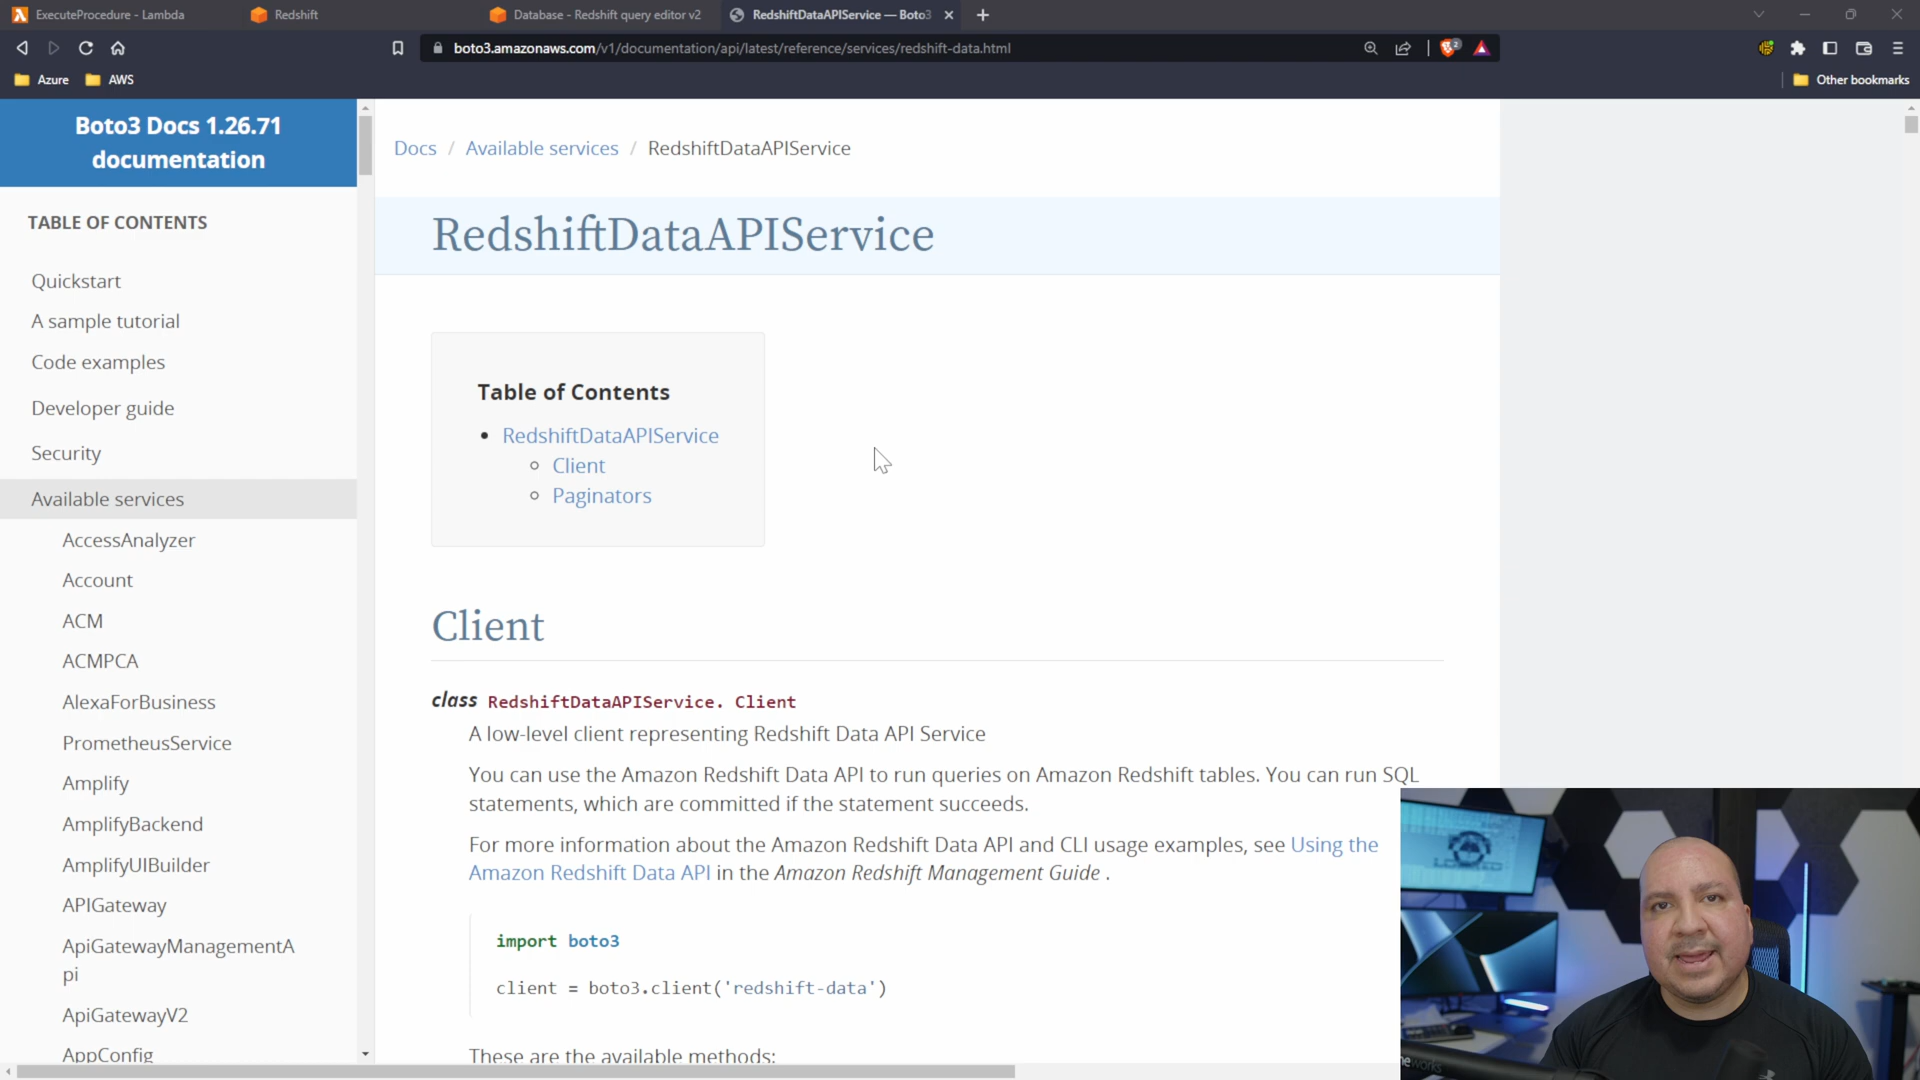 ExecuteProcedure - Lambda
Redshift
Database - Redshift query editor v2
RedshiftDataAPIService — Boto3
boto3.amazonaws.com/v1/documentation/api/latest/reference/services/redshift-data.html
2
Azure
AWS
Other bookmarks
Boto3 Docs 1.26.71
documentation
TABLE OF CONTENTS
Quickstart
A sample tutorial
Code examples
Developer guide
Security
Available services
AccessAnalyzer
Account
ACM
ACMPCA
AlexaForBusiness
PrometheusService
Amplify
AmplifyBackend
AmplifyUIBuilder
APIGateway
ApiGatewayManagementA
pi
ApiGatewayV2
AppConfig
Docs / Available services / RedshiftDataAPIService
RedshiftDataAPIService
Table of Contents
RedshiftDataAPIService
Client
Paginators
Client
class RedshiftDataAPIService. Client
A low-level client representing Redshift Data API Service
You can use the Amazon Redshift Data API to run queries on Amazon Redshift tables. You can run SQL
statements, which are committed if the statement succeeds.
For more information about the Amazon Redshift Data API and CLI usage examples, see Using the
Amazon Redshift Data API in the Amazon Redshift Management Guide .
import boto3
client = boto3.client('redshift-data')
These are the available methods: